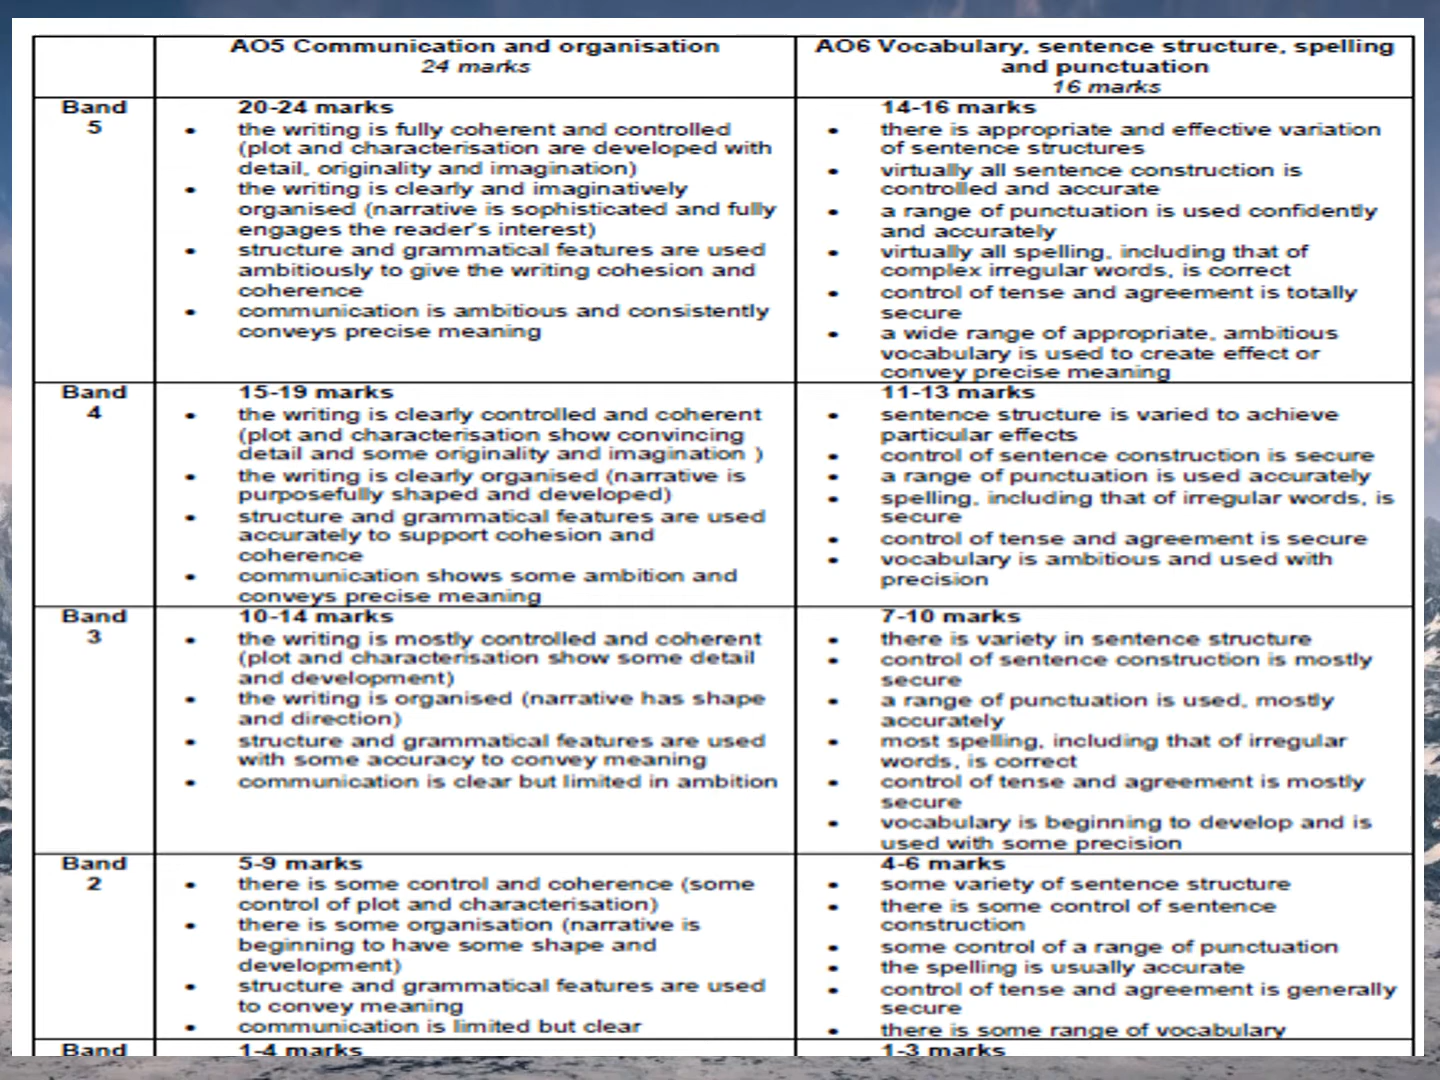 AO5 Communication and organisation
24 marks
AO6 Vocabulary, sentence structure, spelling
and punctuation
16 marks
Band
5
20-24 marks
• the writing is fully coherent and controlled
(plot and characterisation are developed with
detail, originality and imagination)
• the writing is clearly and imaginatively
organised (narrative is sophisticated and fully
engages the reader's interest)
• structure and grammatical features are used
ambitiously to give the writing cohesion and
coherence
• communication is ambitious and consistently
conveys precise meaning
14-16 marks
• there is appropriate and effective variation
of sentence structures
• virtually all sentence construction is
controlled and accurate
• a range of punctuation is used confidently
and accurately
• virtually all spelling, including that of
complex irregular words, is correct
• control of tense and agreement is totally
secure
• a wide range of appropriate, ambitious
vocabulary is used to create effect or
convey precise meaning
Band
4
15-19 marks
• the writing is clearly controlled and coherent
(plot and characterisation show convincing
detail and some originality and imagination )
• the writing is clearly organised (narrative is
purposefully shaped and developed)
• structure and grammatical features are used
accurately to support cohesion and
coherence
• communication shows some ambition and
conveys precise meaning
11-13 marks
• sentence structure is varied to achieve
particular effects
• control of sentence construction is secure
• a range of punctuation is used accurately
• spelling, including that of irregular words, is
secure
• control of tense and agreement is secure
• vocabulary is ambitious and used with
precision
Band
3
10-14 marks
• the writing is mostly controlled and coherent
(plot and characterisation show some detail
and development)
• the writing is organised (narrative has shape
and direction)
• structure and grammatical features are used
with some accuracy to convey meaning
• communication is clear but limited in ambition
7-10 marks
• there is variety in sentence structure
• control of sentence construction is mostly
secure
• a range of punctuation is used, mostly
accurately
• most spelling, including that of irregular
words, is correct
• control of tense and agreement is mostly
secure
• vocabulary is beginning to develop and is
used with some precision
Band
2
5-9 marks
• there is some control and coherence (some
control of plot and characterisation)
• there is some organisation (narrative is
beginning to have some shape and
development)
• structure and grammatical features are used
to convey meaning
• communication is limited but clear
4-6 marks
• some variety of sentence structure
• there is some control of sentence
construction
• some control of a range of punctuation
• the spelling is usually accurate
• control of tense and agreement is generally
secure
• there is some range of vocabulary
Band
1-4 marks
1-3 marks